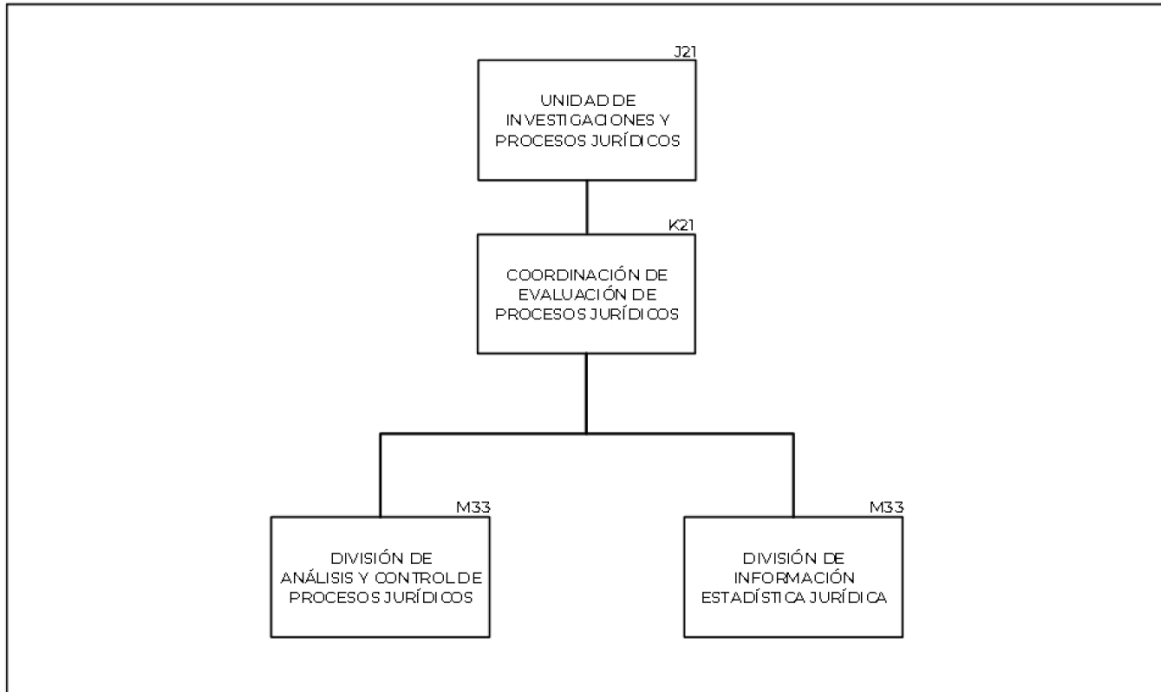 J21
UNIDAD DE
INVESTIGACIONES Y
PROCESOS JURÍDICOS
K21
COORDINACIÓN DE
EVALUACIÓN DE
PROCESOS JURÍDICOS
M33
DIVISIÓN DE
ANÁLISIS Y CONTROL DE
PROCESOS JURÍDICOS
M33
DIVISIÓN DE
INFORMACIÓN
ESTADÍSTICA JURÍDICA